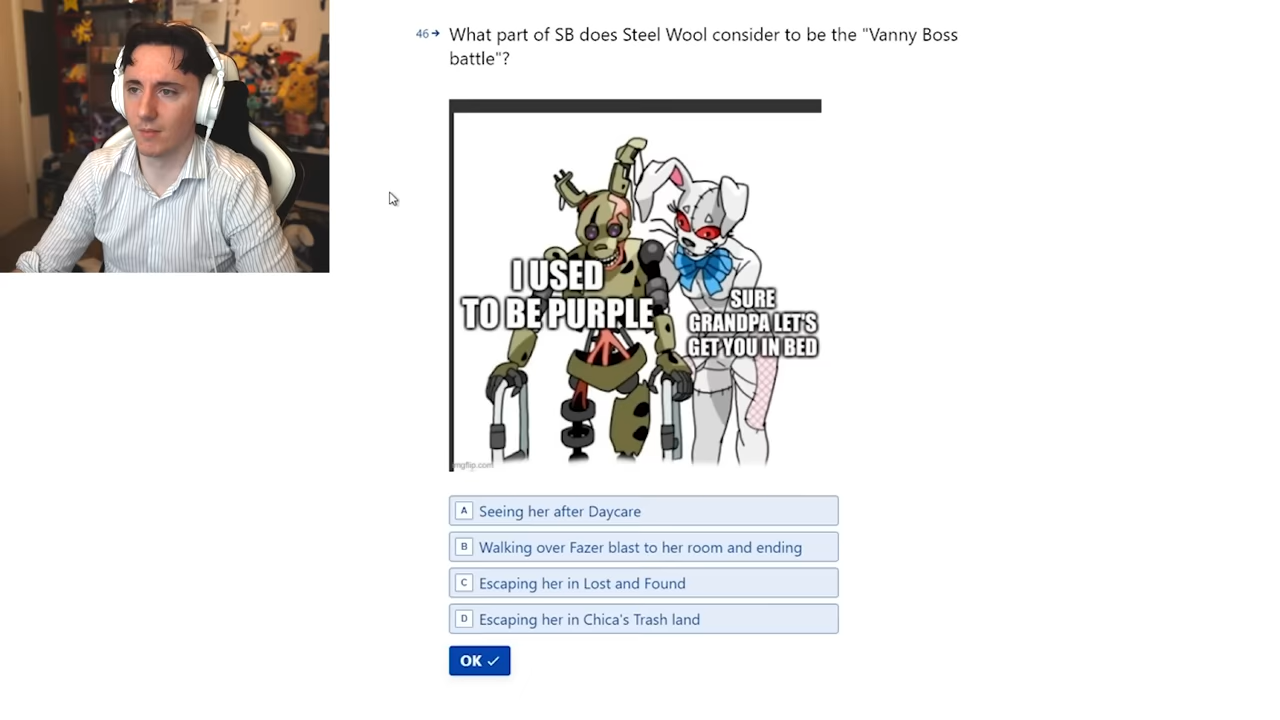 46
What part of SB does Steel Wool consider to be the "Vanny Boss
battle"?
I USED
TO BE PURPLE
SURE
GRANDPA LET'S
GET YOU IN BED
imgflip.com
A Seeing her after Daycare
B Walking over Fazer blast to her room and ending
C Escaping her in Lost and Found
D Escaping her in Chica's Trash land
OK